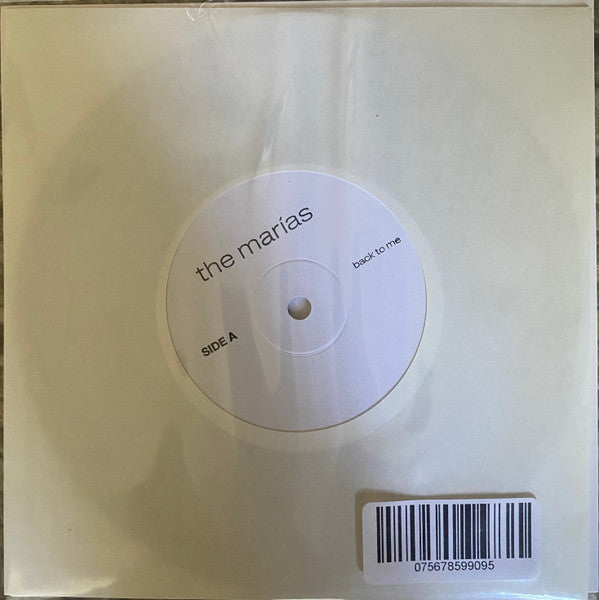 the marías
back to me
SIDE A
075678599095